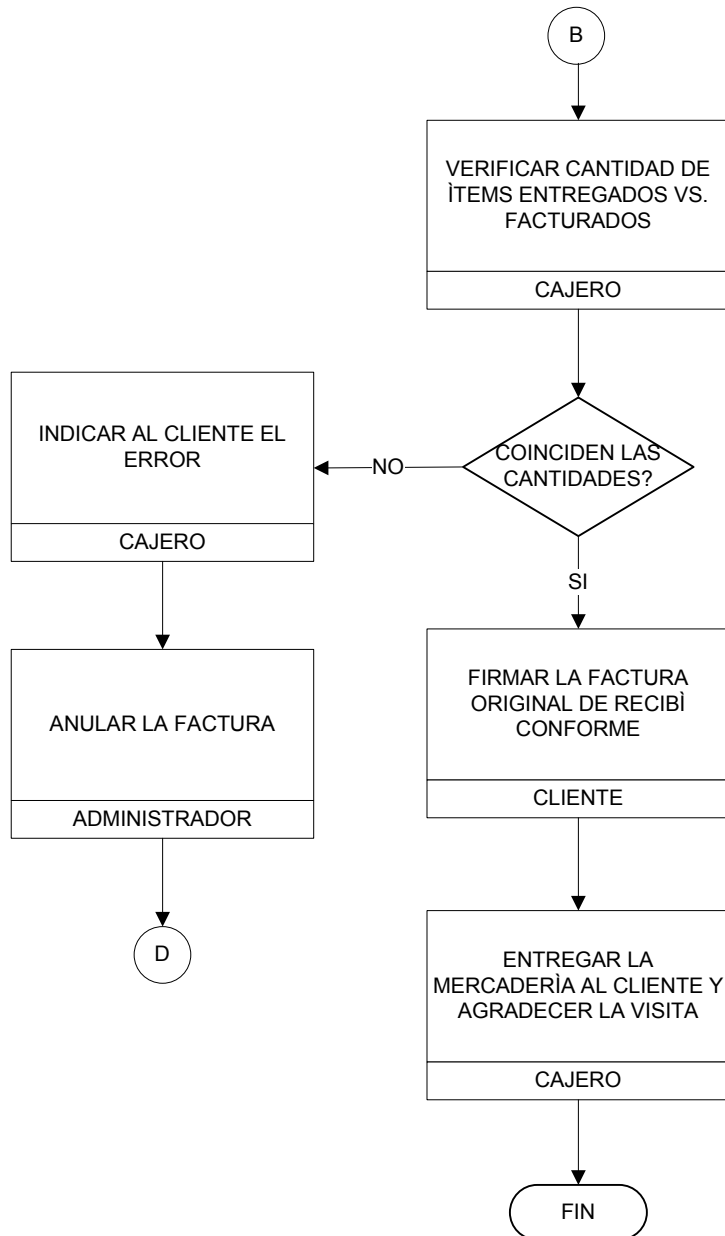 B
VERIFICAR CANTIDAD DE
ÌTEMS ENTREGADOS VS.
FACTURADOS
CAJERO
COINCIDEN LAS
CANTIDADES?
NO
INDICAR AL CLIENTE EL
ERROR
CAJERO
ANULAR LA FACTURA
ADMINISTRADOR
D
SI
FIRMAR LA FACTURA
ORIGINAL DE RECIBÌ
CONFORME
CLIENTE
ENTREGAR LA
MERCADERÌA AL CLIENTE Y
AGRADECER LA VISITA
CAJERO
FIN